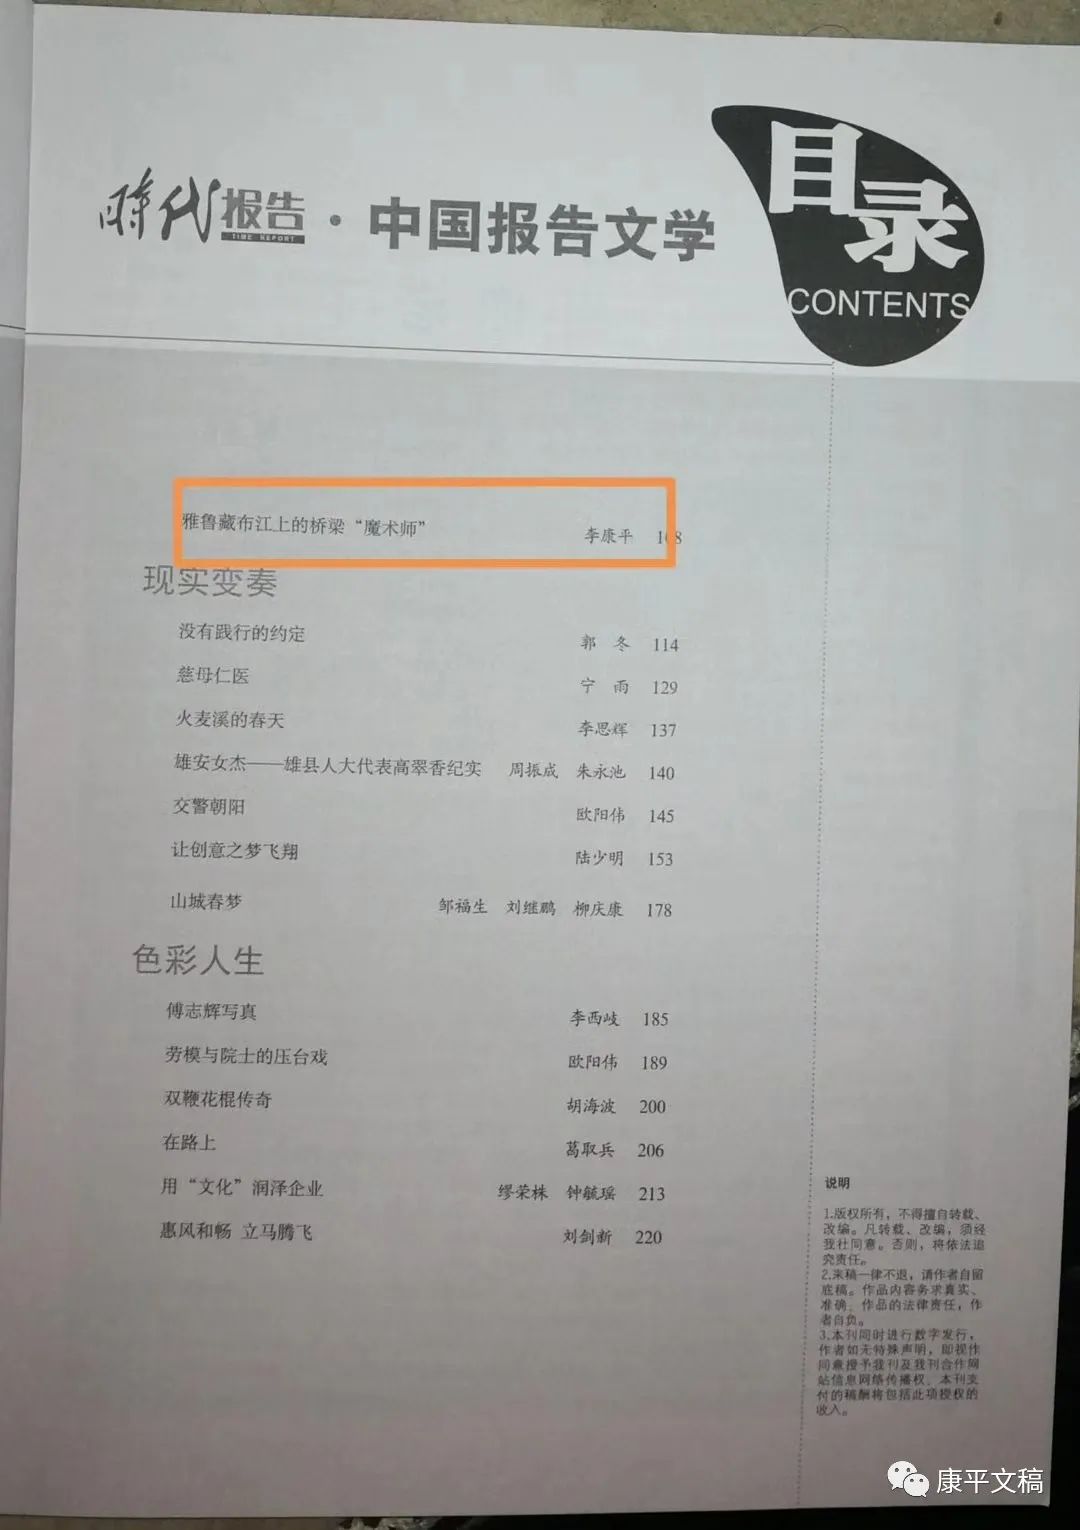 時代报告·中国报告文学
TIME REPORT
目录
CONTENTS
雅鲁藏布江上的桥梁“魔术师” 李康平
现实变奏
没有践行的约定 郭 冬 114
慈母仁医 宁 雨 129
火麦溪的春天 李思辉 137
雄安女杰——雄县人大代表高翠香纪实 周振成 朱永池 140
交警朝阳 欧阳伟 145
让创意之梦飞翔 陆少明 153
山城春梦 邹福生 刘继鹏 柳庆康 178
色彩人生
傅志辉写真 李西岐 185
劳模与院士的压台戏 欧阳伟 189
双鞭花棍传奇 胡海波 200
在路上 葛取兵 206
用“文化”润泽企业 缪荣株 钟毓瑶 213
惠风和畅 立马腾飞 刘剑新 220
说明
1.版权所有，不得擅自转载、
改编。凡转载、改编，须经
我社同意。否则，将依法追
究责任。
2.来稿一律不退，请作者自留
底稿。作品内容务求真实、
准确，作品的法律责任，作
者自负。
3.本刊同时进行数字发行，
作者如无特殊声明，即视作
同意授予我刊及我刊合作网
站信息网络传播权，本刊支
付的稿酬将包括此项授权的
收入。
康平文稿